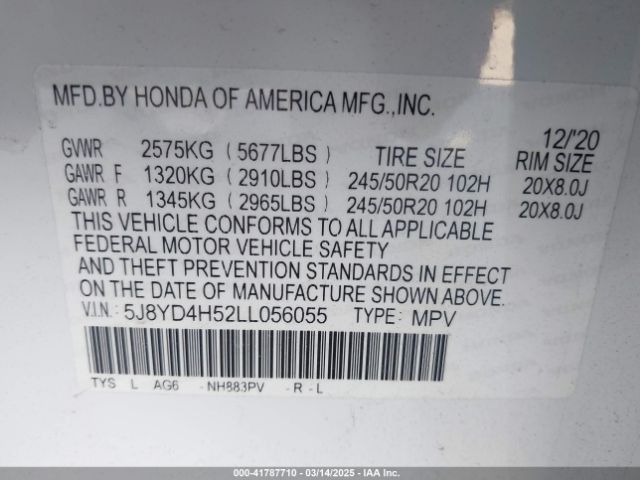 MFD.BY HONDA OF AMERICA MFG.,INC.
12/'20
GVWR 2575KG (5677LBS) TIRE SIZE RIM SIZE
GAWR F 1320KG (2910LBS) 245/50R20 102H 20X8.0J
GAWR R 1345KG (2965LBS) 245/50R20 102H 20X8.0J
THIS VEHICLE CONFORMS TO ALL APPLICABLE
FEDERAL MOTOR VEHICLE SAFETY
AND THEFT PREVENTION STANDARDS IN EFFECT
ON THE DATE OF MANUFACTURE SHOWN ABOVE.
V.I.N.: 5J8YD4H52LL056055 TYPE: MPV
TYS L AG6 -NH883PV -R-L
000-41787710 — 03/14/2025 — IAA Inc.